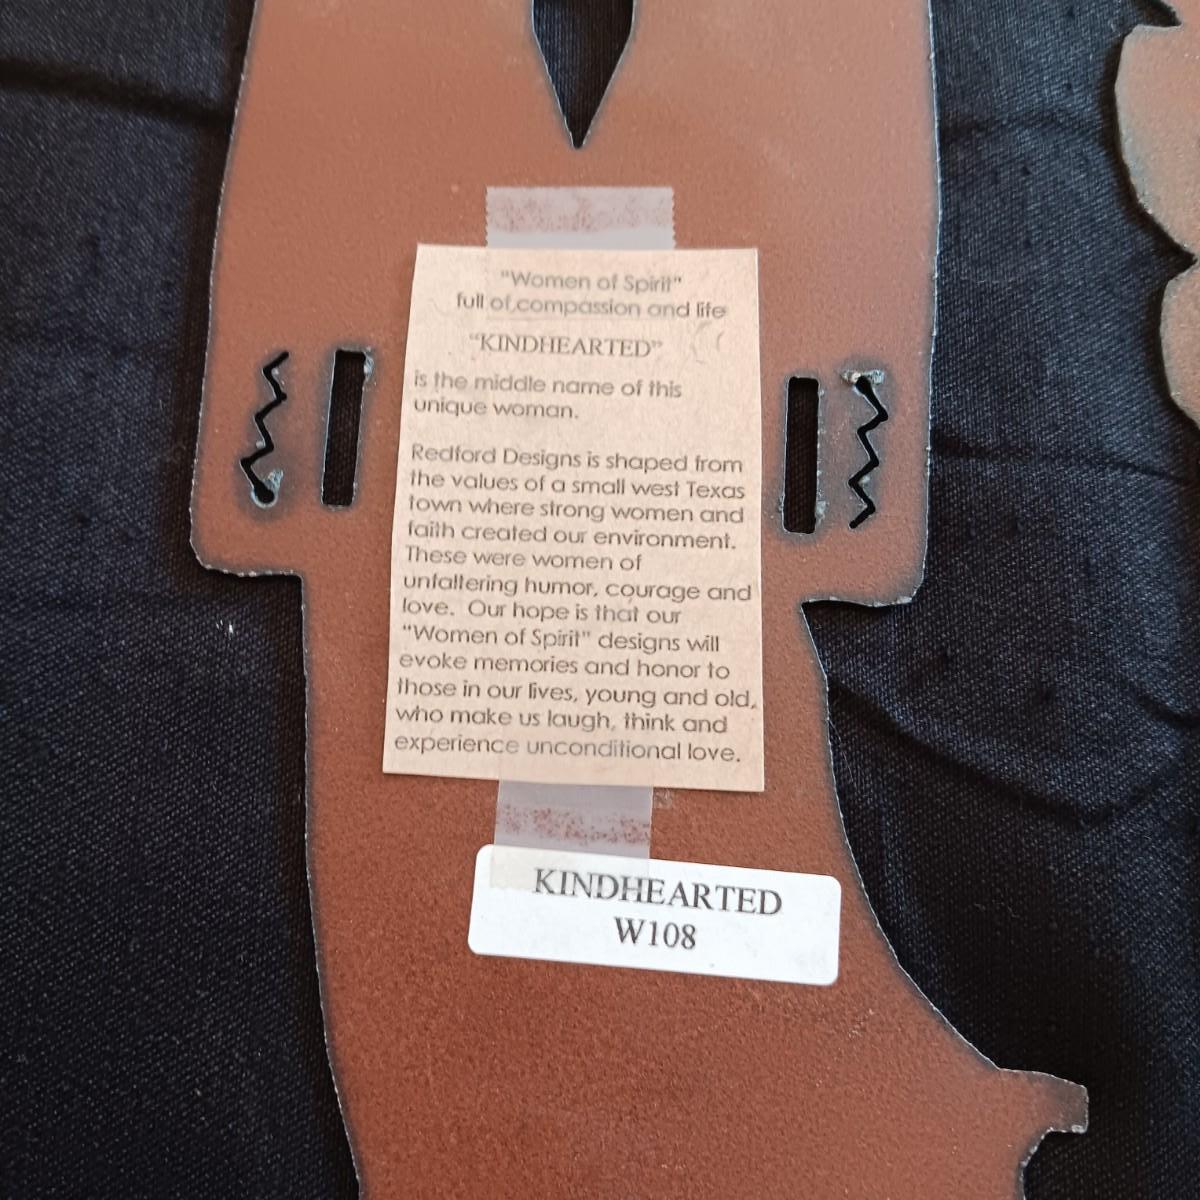 "Women of Spirit"
full of compassion and life
"KINDHEARTED"
is the middle name of this
unique woman.
Redford Designs is shaped from
the values of a small west Texas
town where strong women and
faith created our environment.
These were women of
unfaltering humor, courage and
love. Our hope is that our
"Women of Spirit" designs will
evoke memories and honor to
those in our lives, young and old,
who make us laugh, think and
experience unconditional love.
KINDHEARTED
W108